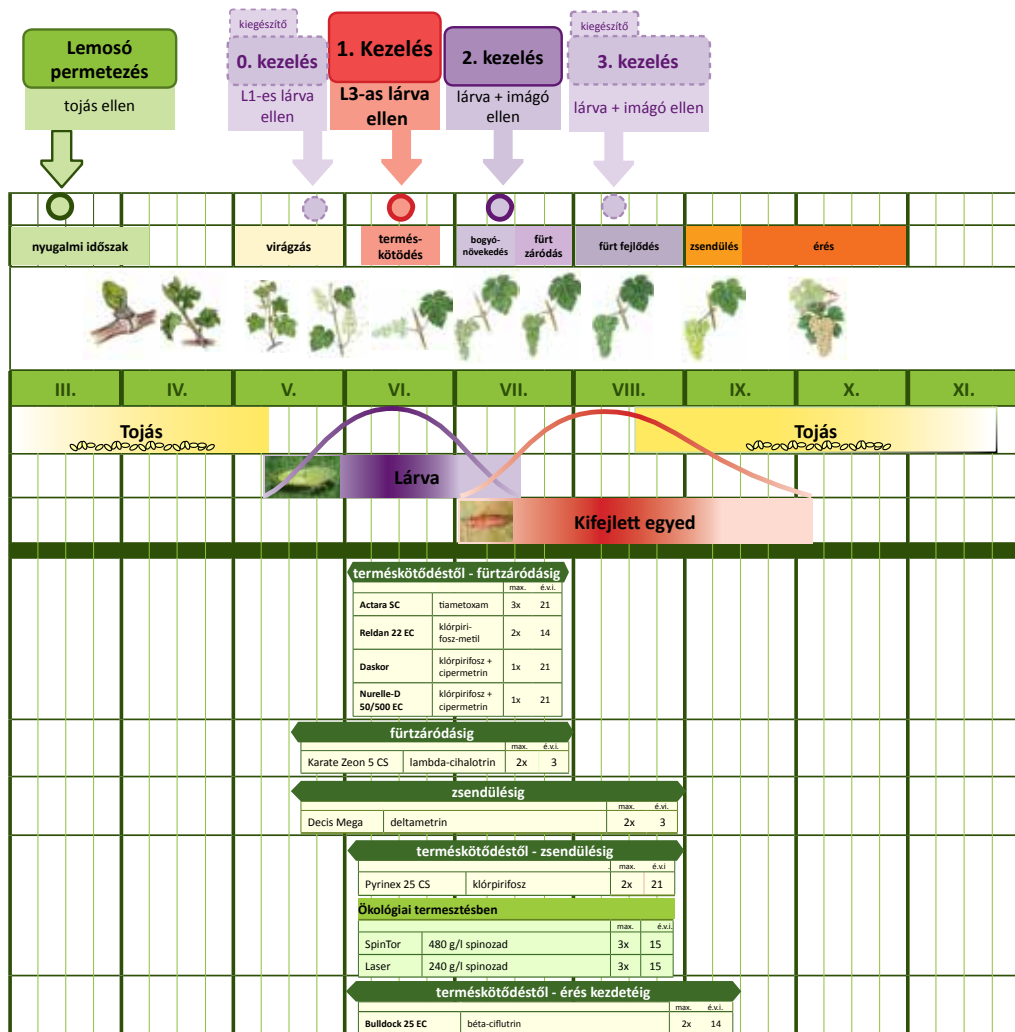 Lemosó
permetezés
tojás ellen
kiegészítő
0. kezelés
L1-es lárva
ellen
1. Kezelés
L3-as lárva
ellen
2. kezelés
lárva + imágó
ellen
kiegészítő
3. kezelés
lárva + imágó ellen
nyugalmi időszak
virágzás
termés-
kötödés
bogyó-
növekedés
fürt
záródás
fürt fejlődés
zsendülés
érés
III. IV. V. VI. VII. VIII. IX. X. XI.
Tojás
Tojás
Lárva
Kifejlett egyed
terméskötődéstől - fürtzáródásig
max. é.v.i.
Actara SC tiametoxam 3x 21
Reldan 22 EC klórpiri-
fosz-metil 2x 14
Daskor klórpirifosz +
cipermetrin 1x 21
Nurelle-D
50/500 EC klórpirifosz +
cipermetrin 1x 21
fürtzáródásig
max. é.v.i.
Karate Zeon 5 CS lambda-cihalotrin 2x 3
zsendülésig
max. é.vi.
Decis Mega deltametrin 2x 3
terméskötődéstől - zsendülésig
. max. é.v.i
Pyrinex 25 CS klórpirifosz 2x 21
Ökológiai termesztésben
max. é.v.i.
SpinTor 480 g/l spinozad 3x 15
Laser 240 g/l spinozad 3x 15
terméskötődéstől - érés kezdetéig
max. é.v.i.
Bulldock 25 EC béta-ciflutrin 2x 14